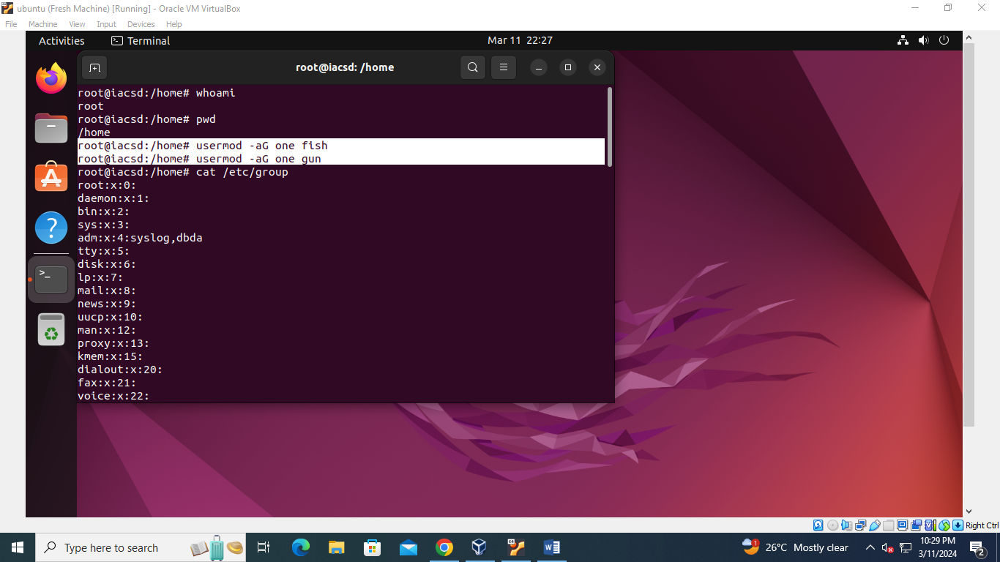 ubuntu (Fresh Machine) [Running] - Oracle VM VirtualBox
File Machine View Input Devices Help
Activities Terminal Mar 11 22:27
root@iacsd: /home
root@iacsd:/home# whoami
root
root@iacsd:/home# pwd
/home
root@iacsd:/home# usermod -aG one fish
root@iacsd:/home# usermod -aG one gun
root@iacsd:/home# cat /etc/group
root:x:0:
daemon:x:1:
bin:x:2:
sys:x:3:
adm:x:4:syslog,dbda
tty:x:5:
disk:x:6:
lp:x:7:
mail:x:8:
news:x:9:
uucp:x:10:
man:x:12:
proxy:x:13:
kmem:x:15:
dialout:x:20:
fax:x:21:
voice:x:22:
Right Ctrl
Type here to search
26°C Mostly clear
10:29 PM
3/11/2024